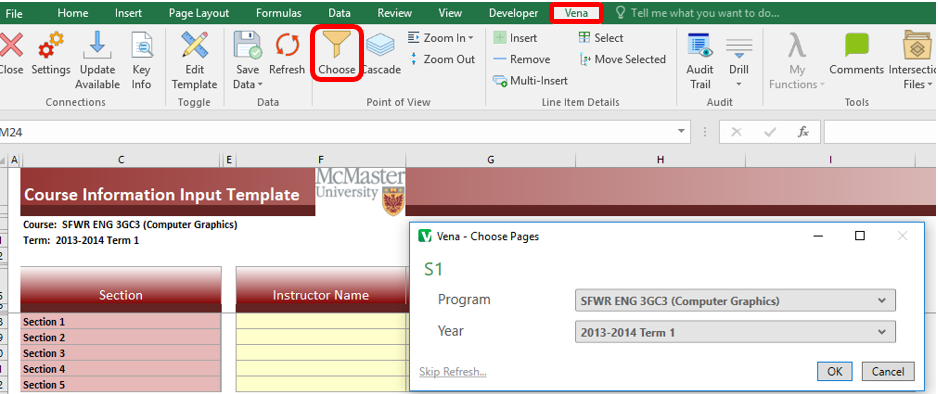 File Home Insert Page Layout Formulas Data Review View Developer Vena Tell me what you want to do...
Close Settings Update Available Key Info Edit Template Save Data Refresh Choose Cascade Zoom In Zoom Out Insert Remove Multi-Insert Select Move Selected Audit Trail Drill My Functions Comments Intersection Files
Connections Toggle Data Point of View Line Item Details Audit Tools
M24 fx
A C E F G H I
Course Information Input Template McMaster University
Course: SFWR ENG 3GC3 (Computer Graphics)
Term: 2013-2014 Term 1
Vena - Choose Pages
S1
Program SFWR ENG 3GC3 (Computer Graphics)
Year 2013-2014 Term 1
Skip Refresh... OK Cancel
Section Instructor Name
Section 1
Section 2
Section 3
Section 4
Section 5